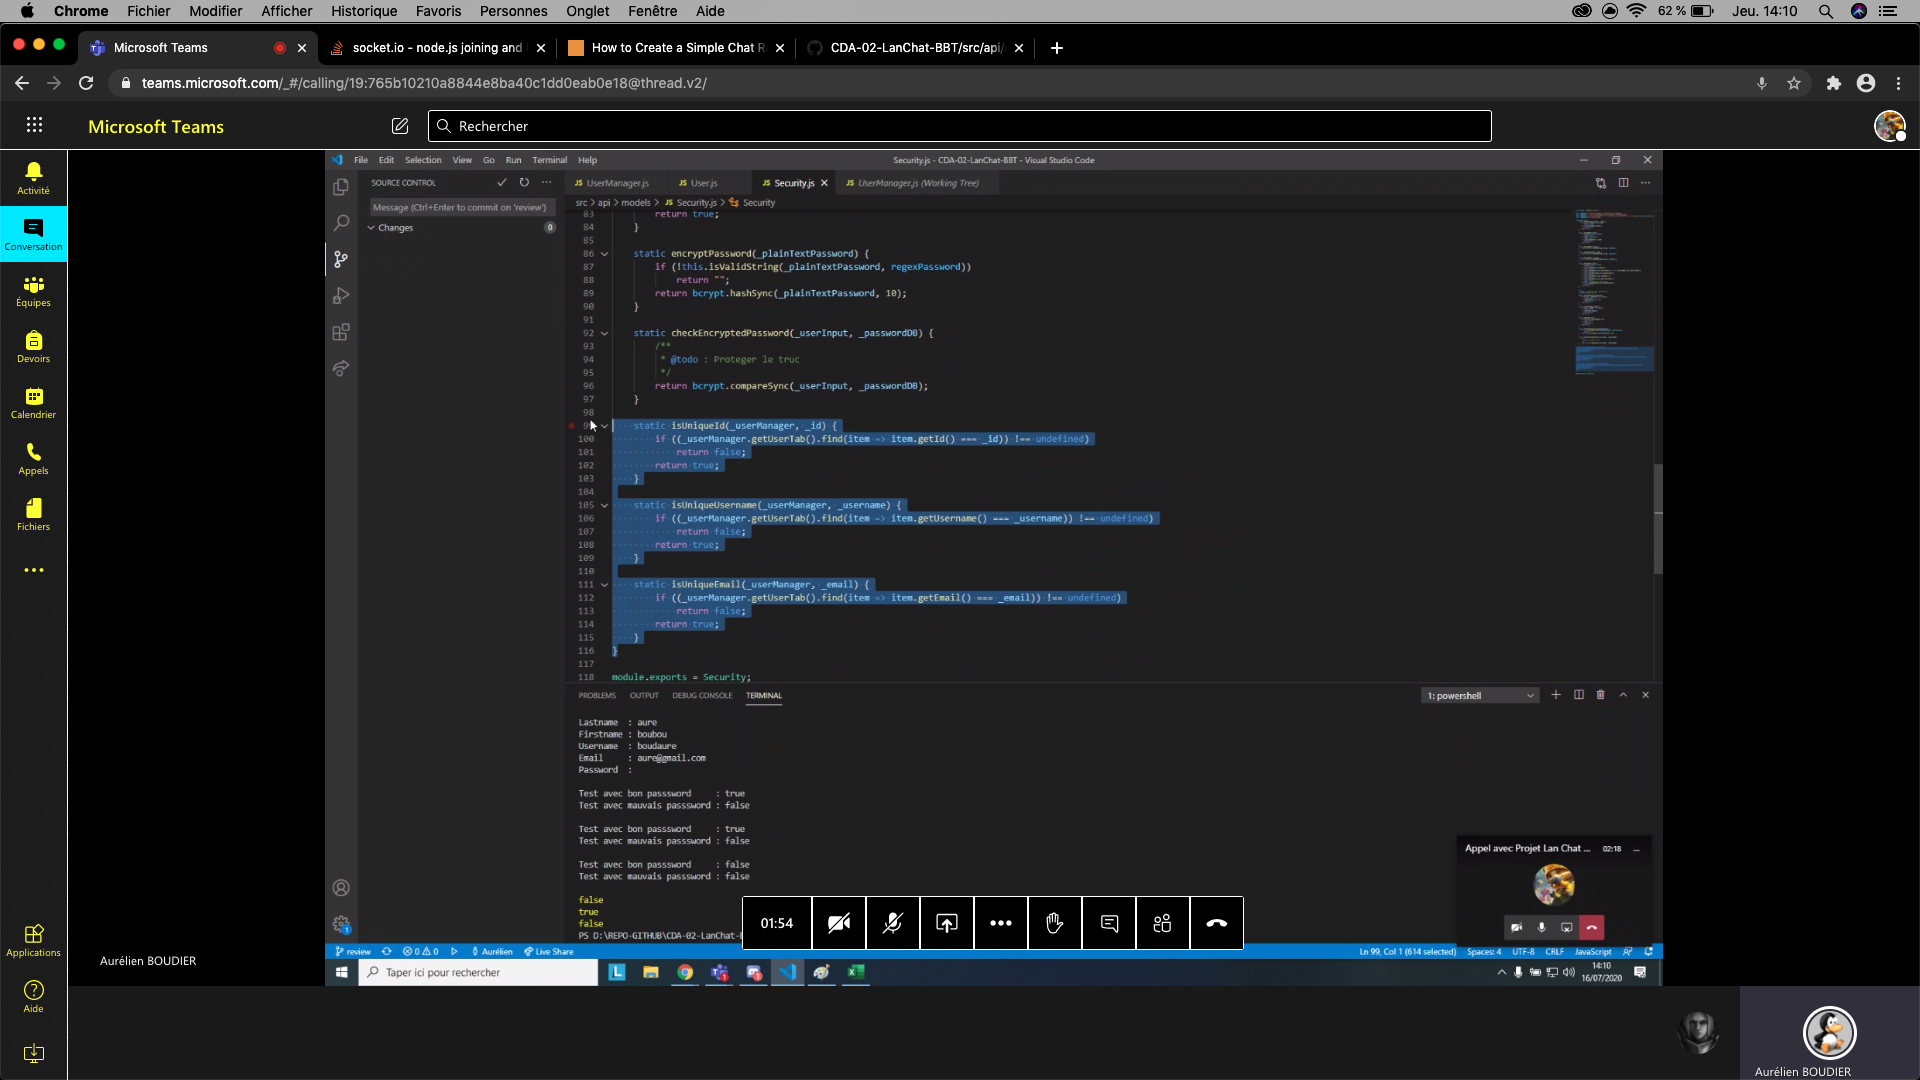 Chrome Fichier Modifier Afficher Historique Favoris Personnes Onglet Fenêtre Aide 62 % Jeu. 14:10
Microsoft Teams socket.io - node.js joining and How to Create a Simple Chat R CDA-02-LanChat-BBT/src/api/
teams.microsoft.com/_#/calling/19:765b10210a8844e8ba40c1dd0eab0e18@thread.v2/
Microsoft Teams Rechercher
Activité
Conversation
Équipes
Devoirs
Calendrier
Appels
Fichiers
Applications
Aide
File Edit Selection View Go Run Terminal Help Security.js - CDA-02-LanChat-BBT - Visual Studio Code
SOURCE CONTROL UserManager.js User.js Security.js UserManager.js (Working Tree)
Message (Ctrl+Enter to commit on 'review') src > api > models > Security.js > Security
Changes 0
83 return true;
84 }
85
86 static encryptPassword(_plainTextPassword) {
87 if (!this.isValidString(_plainTextPassword, regexPassword))
88 return "";
89 return bcrypt.hashSync(_plainTextPassword, 10);
90 }
91
92 static checkEncryptedPassword(_userInput, _passwordDB) {
93 /**
94 * @todo : Proteger le truc
95 */
96 return bcrypt.compareSync(_userInput, _passwordDB);
97 }
98
99 static isUniqueId(_userManager, _id) {
100 if ((_userManager.getUserTab().find(item => item.getId() === _id)) !== undefined)
101 return false;
102 return true;
103 }
104
105 static isUniqueUsername(_userManager, _username) {
106 if ((_userManager.getUserTab().find(item => item.getUsername() === _username)) !== undefined)
107 return false;
108 return true;
109 }
110
111 static isUniqueEmail(_userManager, _email) {
112 if ((_userManager.getUserTab().find(item => item.getEmail() === _email)) !== undefined)
113 return false;
114 return true;
115 }
116 }
117
118 module.exports = Security;
PROBLEMS OUTPUT DEBUG CONSOLE TERMINAL 1: powershell
Lastname : aure
Firstname : boubou
Username : boudaure
Email : aure@gmail.com
Password :
Test avec bon passsword : true
Test avec mauvais passsword : false
Test avec bon passsword : true
Test avec mauvais passsword : false
Test avec bon passsword : false
Test avec mauvais passsword : false
false
true
false
PS D:\REPO-GITHUB\CDA-02-LanChat-B
Appel avec Projet Lan Chat ... 02:18
01:54
review 0 0 Aurélien Live Share Ln 99, Col 1 (614 selected) Spaces: 4 UTF-8 CRLF JavaScript
Taper ici pour rechercher 14:10
16/07/2020
Aurélien BOUDIER
Aurélien BOUDIER